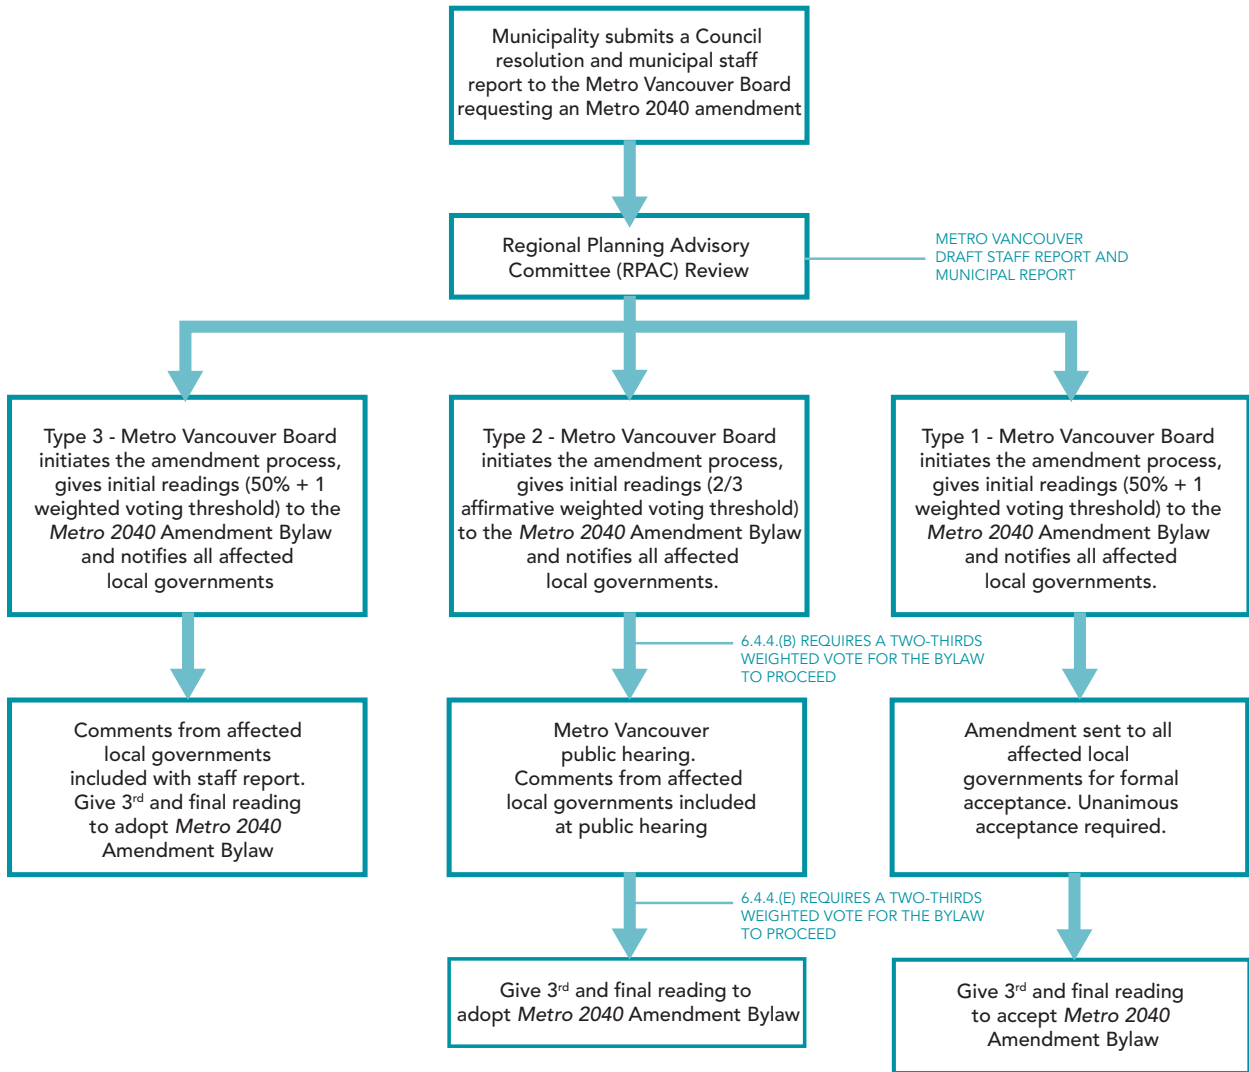 Municipality submits a Council
resolution and municipal staff
report to the Metro Vancouver Board
requesting an Metro 2040 amendment
Regional Planning Advisory
Committee (RPAC) Review
METRO VANCOUVER
DRAFT STAFF REPORT AND
MUNICIPAL REPORT
Type 3 - Metro Vancouver Board
initiates the amendment process,
gives initial readings (50% + 1
weighted voting threshold) to the
Metro 2040 Amendment Bylaw
and notifies all affected
local governments
Type 2 - Metro Vancouver Board
initiates the amendment process,
gives initial readings (2/3
affirmative weighted voting threshold)
to the Metro 2040 Amendment Bylaw
and notifies all affected
local governments.
Type 1 - Metro Vancouver Board
initiates the amendment process,
gives initial readings (50% + 1
weighted voting threshold) to the
Metro 2040 Amendment Bylaw
and notifies all affected
local governments.
6.4.4.(B) REQUIRES A TWO-THIRDS
WEIGHTED VOTE FOR THE BYLAW
TO PROCEED
Comments from affected
local governments
included with staff report.
Give 3rd and final reading
to adopt Metro 2040
Amendment Bylaw
Metro Vancouver
public hearing.
Comments from affected
local governments included
at public hearing
Amendment sent to all
affected local
governments for formal
acceptance. Unanimous
acceptance required.
6.4.4.(E) REQUIRES A TWO-THIRDS
WEIGHTED VOTE FOR THE BYLAW
TO PROCEED
Give 3rd and final reading to
adopt Metro 2040 Amendment Bylaw
Give 3rd and final reading
to accept Metro 2040
Amendment Bylaw